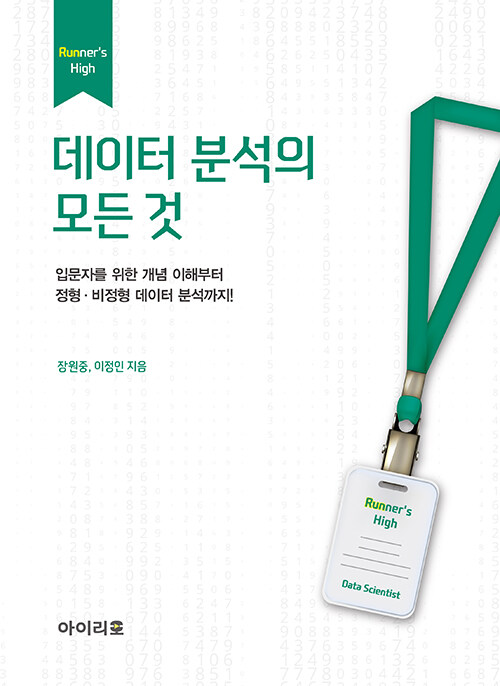 Runner's
High
데이터 분석의
모든 것
입문자를 위한 개념 이해부터
정형·비정형 데이터 분석까지!
장원중, 이정인 지음
Runner's
High
Data Scientist
아이리포